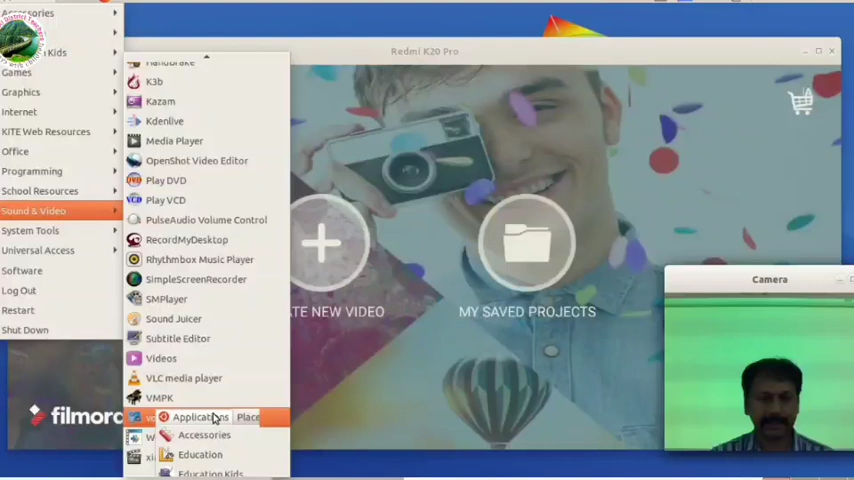 Accessories
Kids
Games
Graphics
Internet
KITE Web Resources
Office
Programming
School Resources
Sound & Video
System Tools
Universal Access
Software
Log Out
Restart
Shut Down
Handbrake
K3b
Kazam
Kdenlive
Media Player
OpenShot Video Editor
Play DVD
Play VCD
PulseAudio Volume Control
RecordMyDesktop
Rhythmbox Music Player
SimpleScreenRecorder
SMPlayer
Sound Juicer
Subtitle Editor
Videos
VLC media player
VMPK
Applications Place
Accessories
Education
Education Kids
Redmi K20 Pro
ATE NEW VIDEO
MY SAVED PROJECTS
filmora
Camera